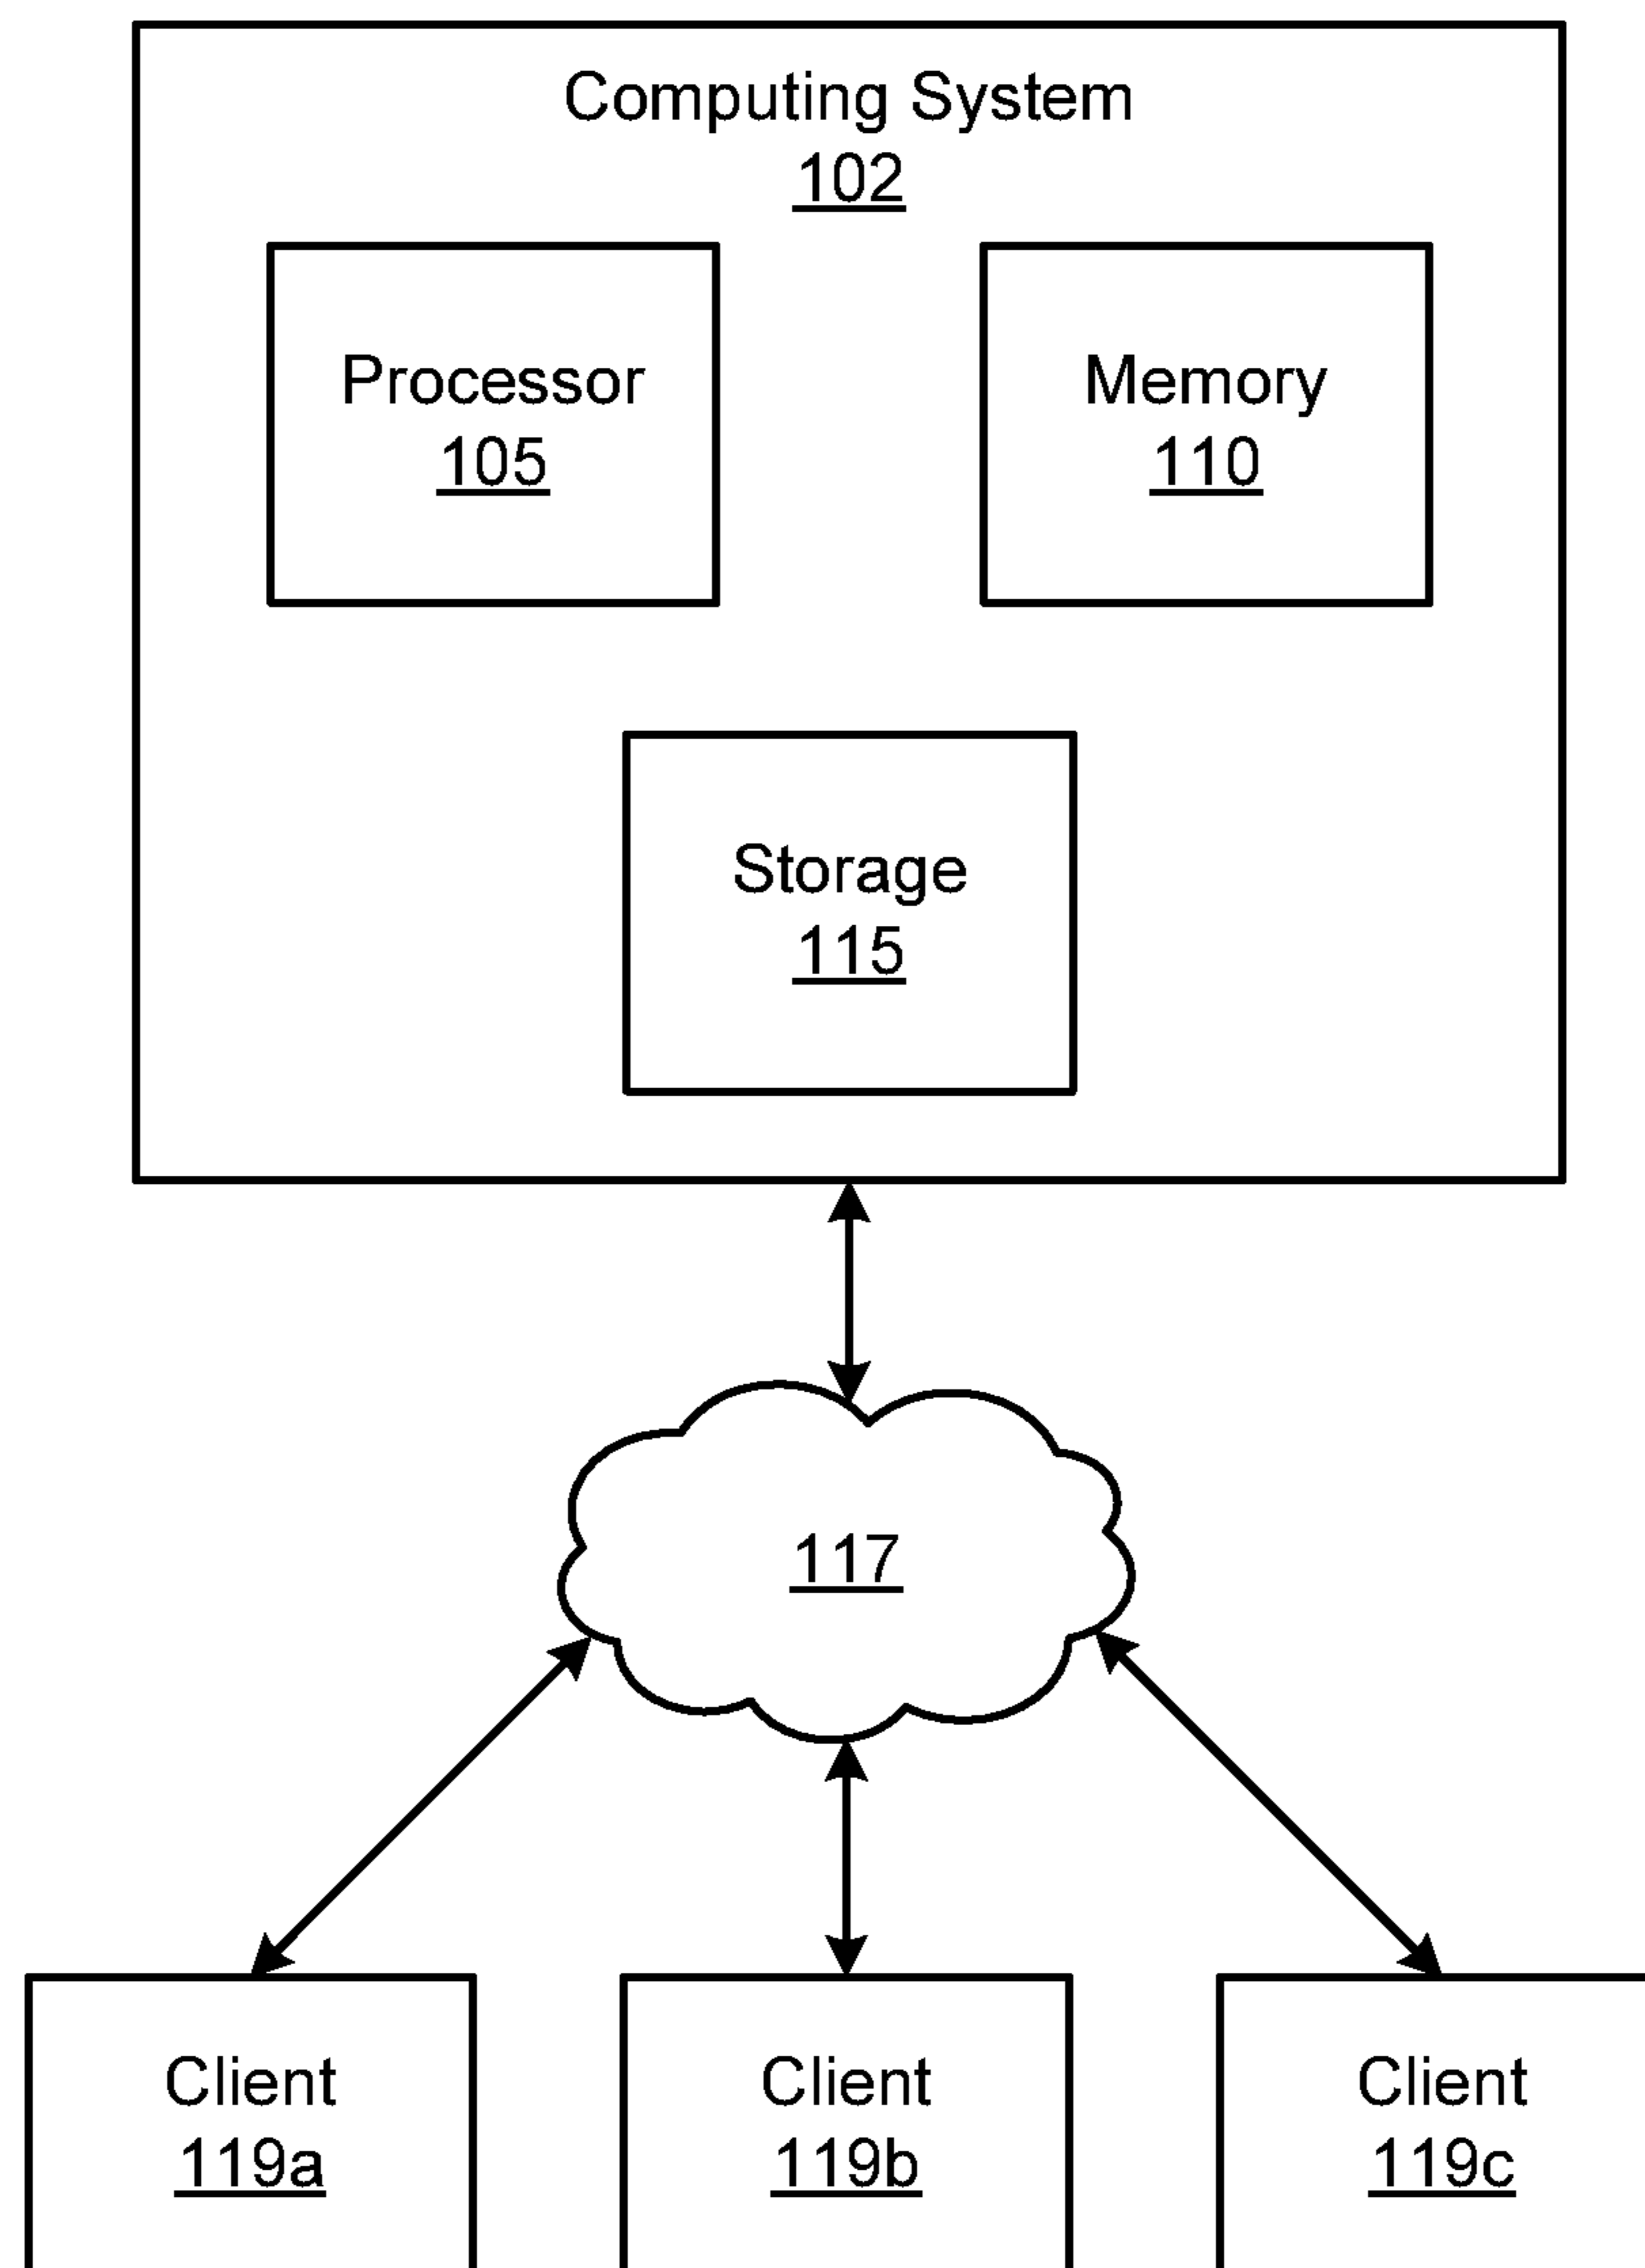 Computing System
102
Processor
105
Memory
110
Storage
115
117
Client
119a
Client
119b
Client
119c